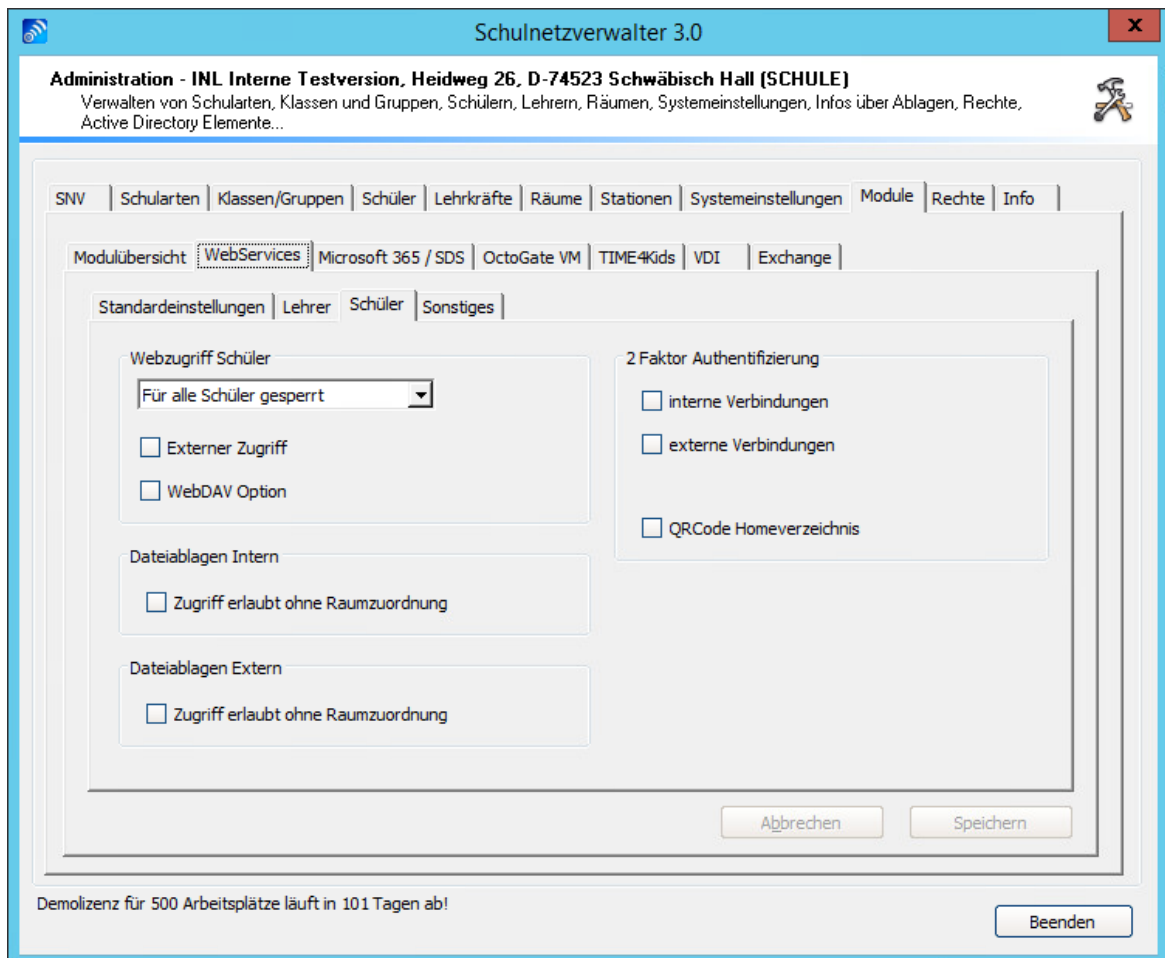 Schulnetzverwalter 3.0
x
Administration - INL Interne Testversion, Heidweg 26, D-74523 Schwäbisch Hall (SCHULE)
Verwalten von Schularten, Klassen und Gruppen, Schülern, Lehrern, Räumen, Systemeinstellungen, Infos über Ablagen, Rechte,
Active Directory Elemente...
SNV Schularten Klassen/Gruppen Schüler Lehrkräfte Räume Stationen Systemeinstellungen Module Rechte Info
Modulübersicht WebServices Microsoft 365 / SDS OctoGate VM TIME4Kids VDI Exchange
Standardeinstellungen Lehrer Schüler Sonstiges
Webzugriff Schüler
Für alle Schüler gesperrt
Externer Zugriff
WebDAV Option
Dateiablagen Intern
Zugriff erlaubt ohne Raumzuordnung
Dateiablagen Extern
Zugriff erlaubt ohne Raumzuordnung
2 Faktor Authentifizierung
interne Verbindungen
externe Verbindungen
QRCode Homeverzeichnis
Abbrechen Speichern
Demolizenz für 500 Arbeitsplätze läuft in 101 Tagen ab!
Beenden